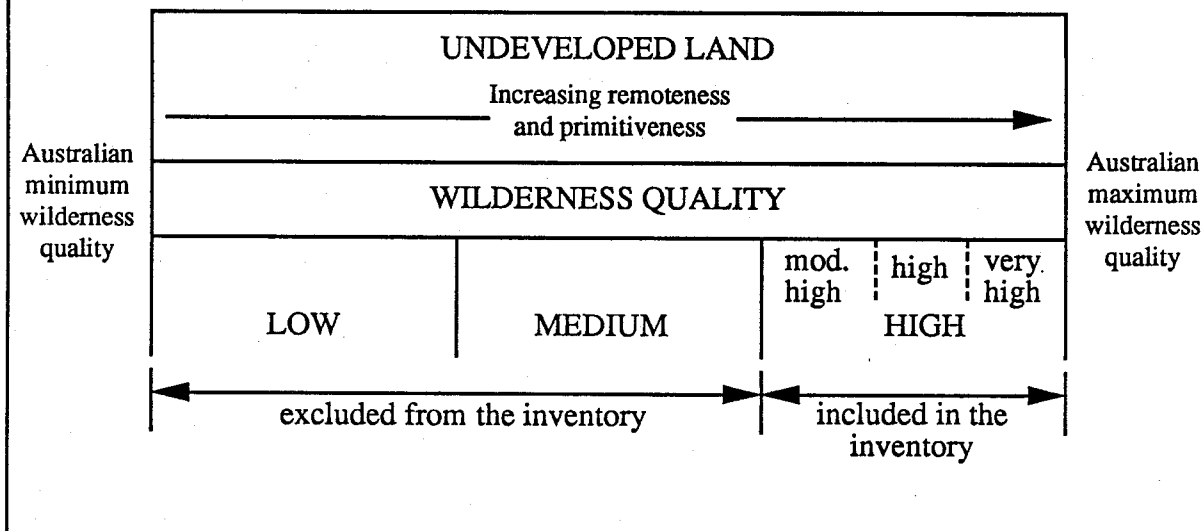 UNDEVELOPED LAND
Increasing remoteness
and primitiveness
Australian
minimum
wilderness
quality
WILDERNESS QUALITY
Australian
maximum
wilderness
quality
mod.
high
high
very.
high
LOW
MEDIUM
HIGH
excluded from the inventory
included in the
inventory